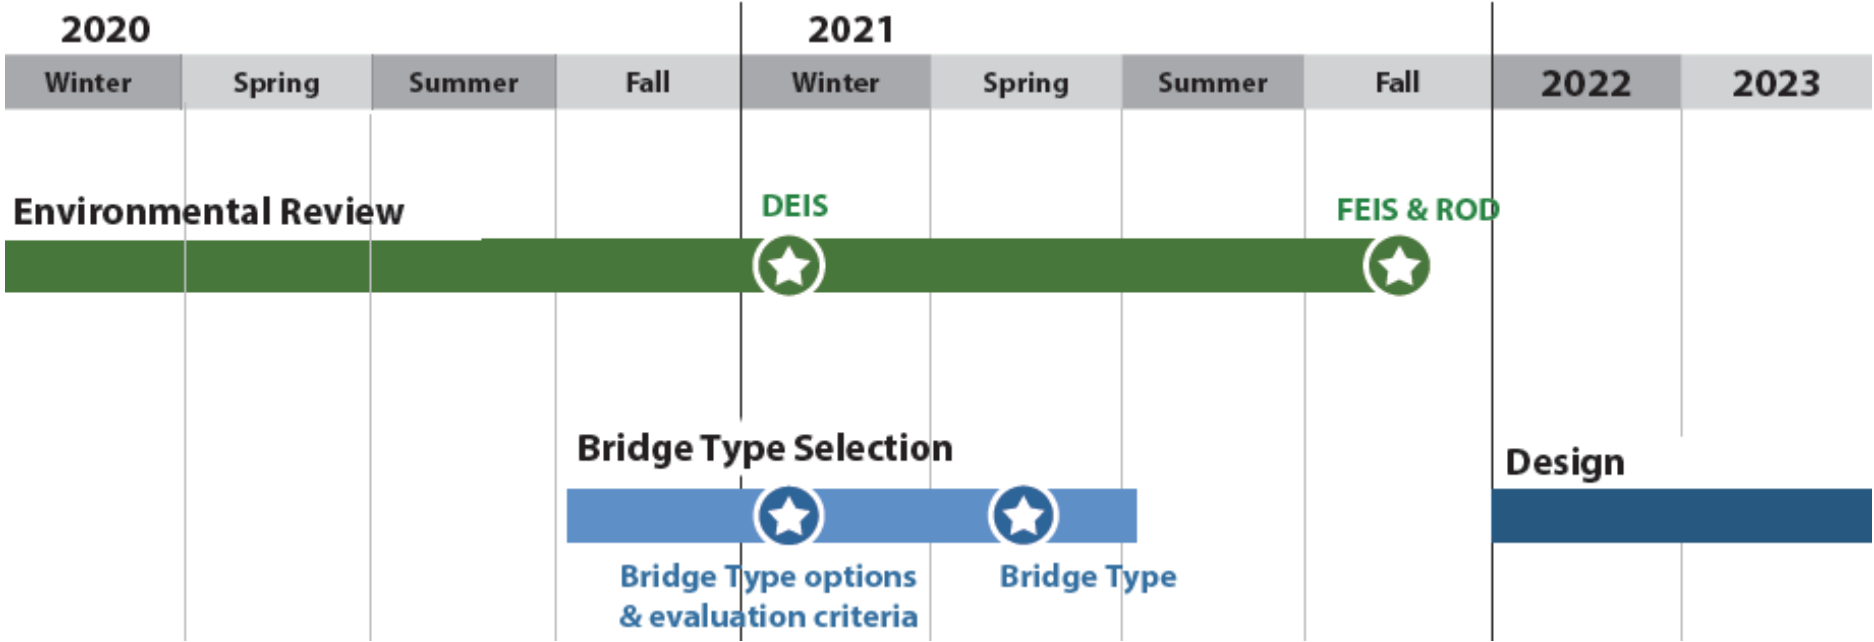 2020 2021
Winter Spring Summer Fall Winter Spring Summer Fall 2022 2023
DEIS
FEIS & ROD
Environmental Review
Bridge Type Selection
Design
Bridge Type options
& evaluation criteria
Bridge Type